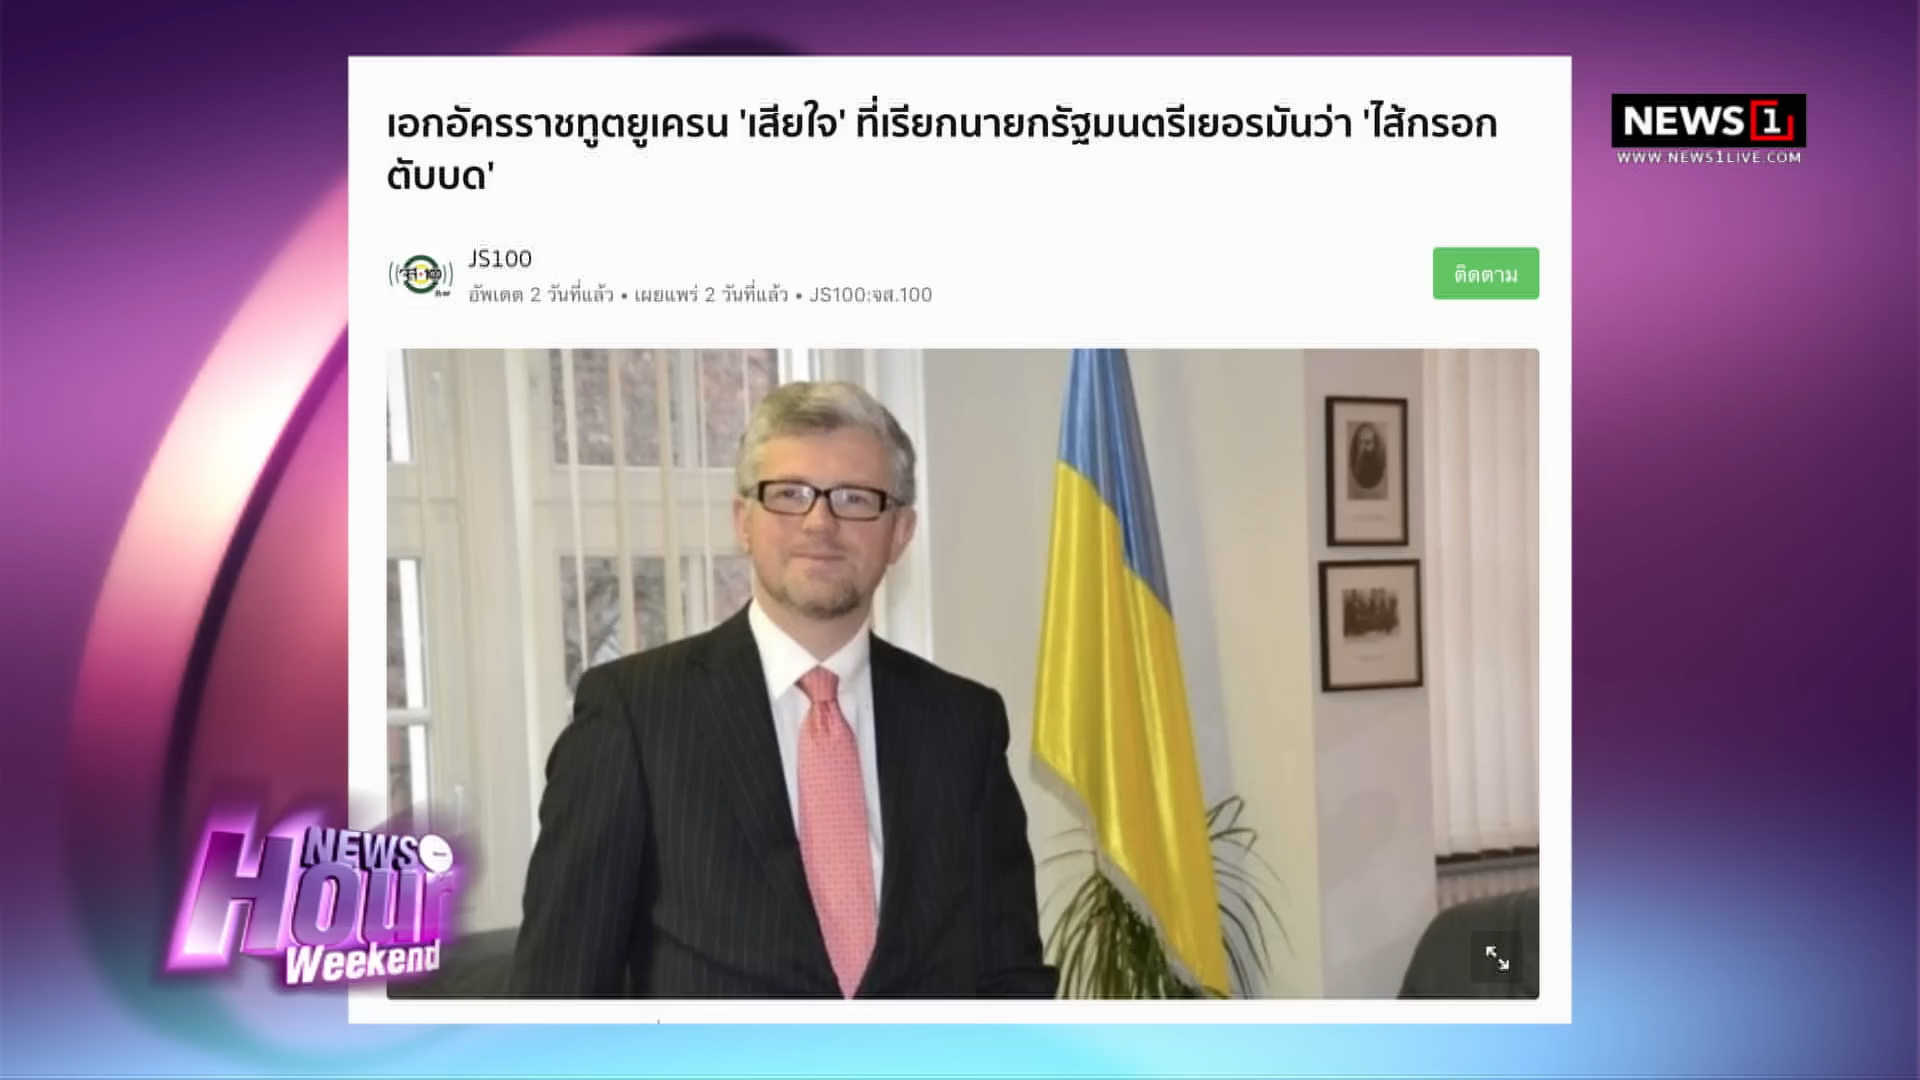 เอกอัครราชทูตยูเครน 'เสียใจ' ที่เรียกนายกรัฐมนตรีเยอรมันว่า 'ไส้กรอก
ตับบด'
NEWS 1
WWW.NEWS1LIVE.COM
JS100
อัพเดต 2 วันที่แล้ว • เผยแพร่ 2 วันที่แล้ว • JS100:จส.100
ติดตาม
จส.100
NEWS
Hour
Weekend